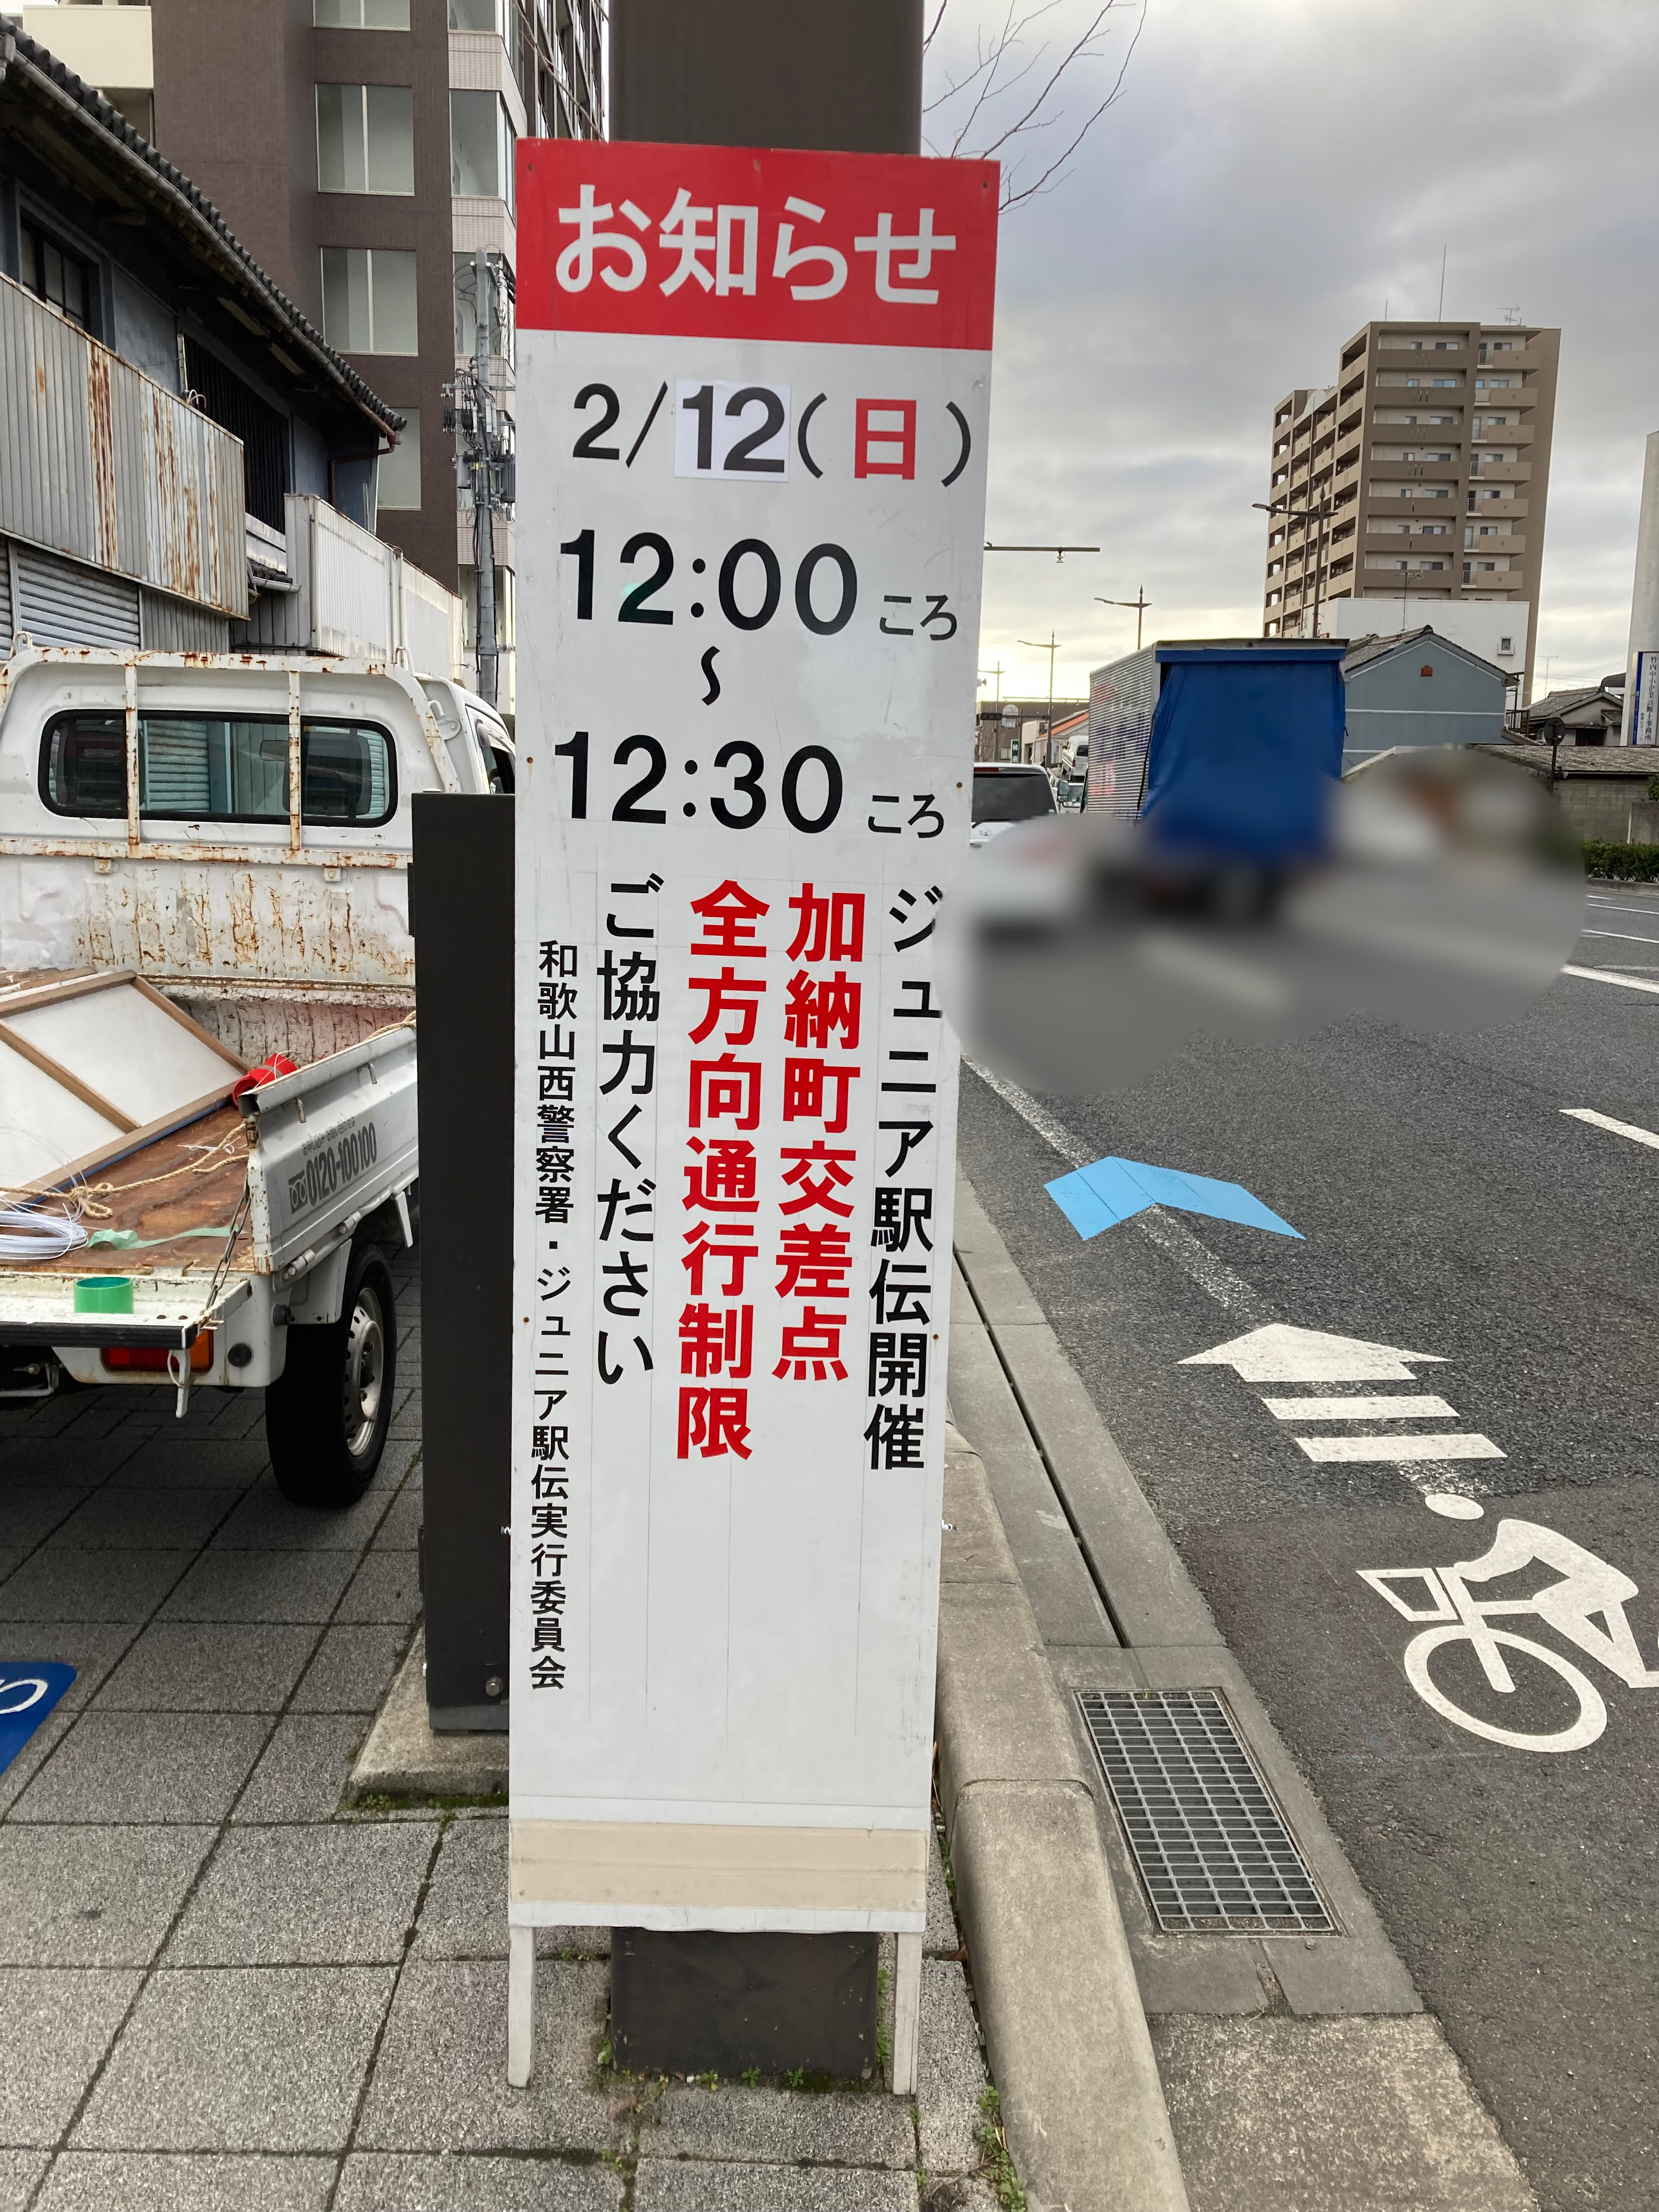 お知らせ
2/12(日)
12:00ころ
〜
12:30ころ
ジュニア駅伝開催
加納町交差点
全方向通行制限
ご協力ください
和歌山西警察署・ジュニア駅伝実行委員会
0120-100100